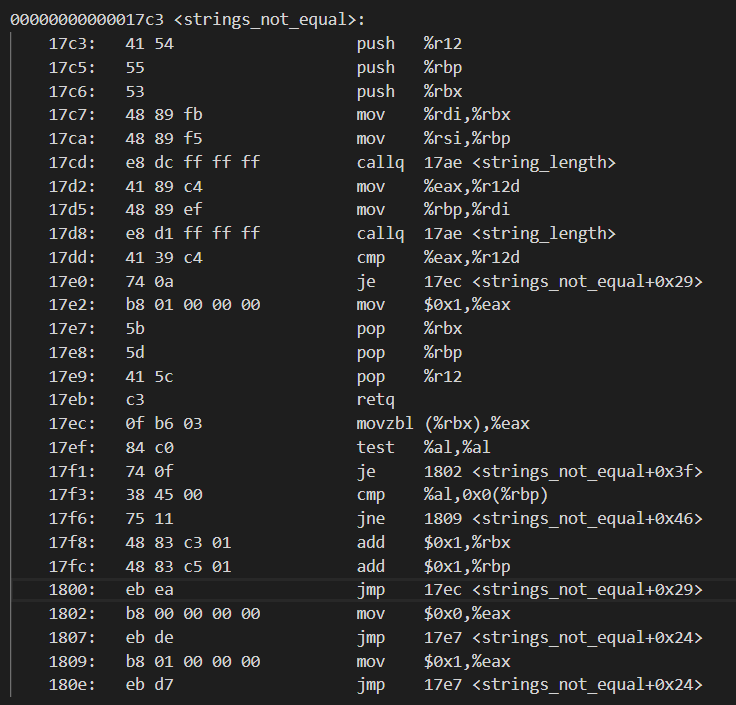 00000000000017c3 <strings_not_equal>:
17c3: 41 54 push %r12
17c5: 55 push %rbp
17c6: 53 push %rbx
17c7: 48 89 fb mov %rdi,%rbx
17ca: 48 89 f5 mov %rsi,%rbp
17cd: e8 dc ff ff ff callq 17ae <string_length>
17d2: 41 89 c4 mov %eax,%r12d
17d5: 48 89 ef mov %rbp,%rdi
17d8: e8 d1 ff ff ff callq 17ae <string_length>
17dd: 41 39 c4 cmp %eax,%r12d
17e0: 74 0a je 17ec <strings_not_equal+0x29>
17e2: b8 01 00 00 00 mov $0x1,%eax
17e7: 5b pop %rbx
17e8: 5d pop %rbp
17e9: 41 5c pop %r12
17eb: c3 retq
17ec: 0f b6 03 movzbl (%rbx),%eax
17ef: 84 c0 test %al,%al
17f1: 74 0f je 1802 <strings_not_equal+0x3f>
17f3: 38 45 00 cmp %al,0x0(%rbp)
17f6: 75 11 jne 1809 <strings_not_equal+0x46>
17f8: 48 83 c3 01 add $0x1,%rbx
17fc: 48 83 c5 01 add $0x1,%rbp
1800: eb ea jmp 17ec <strings_not_equal+0x29>
1802: b8 00 00 00 00 mov $0x0,%eax
1807: eb de jmp 17e7 <strings_not_equal+0x24>
1809: b8 01 00 00 00 mov $0x1,%eax
180e: eb d7 jmp 17e7 <strings_not_equal+0x24>